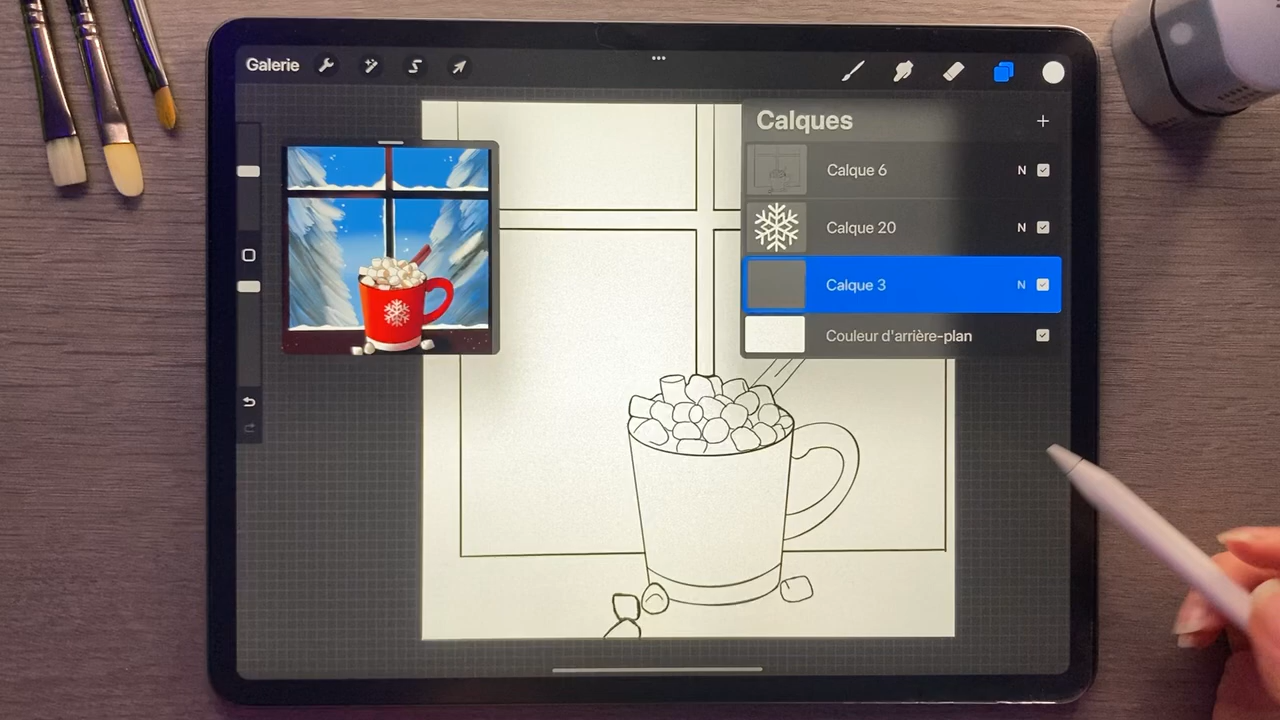 Galerie
Calques
Calque 6 N
Calque 20 N
Calque 3 N
Couleur d'arrière-plan